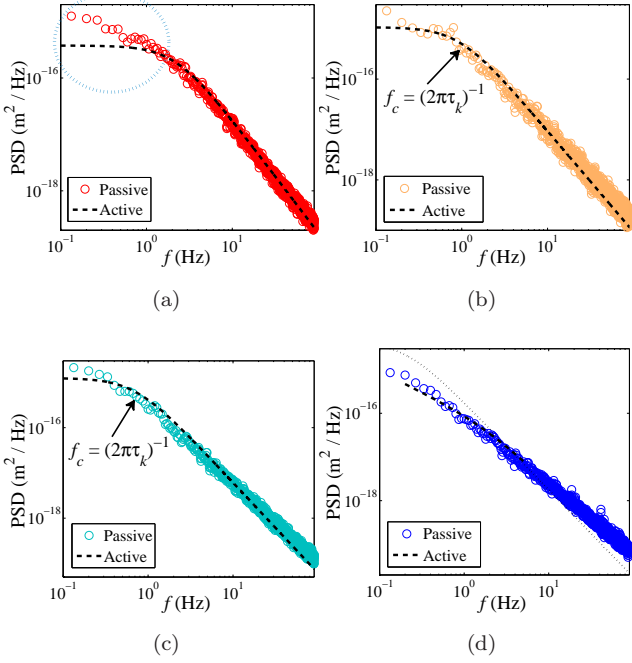 PSD (m² / Hz)
10⁻¹⁶
10⁻¹⁸
Passive
Active
10⁻¹ 10⁰ 10¹
f (Hz)
(a)
PSD (m² / Hz)
10⁻¹⁶
10⁻¹⁸
f_c = (2πτ_k)⁻¹
Passive
Active
10⁻¹ 10⁰ 10¹
f (Hz)
(b)
PSD (m² / Hz)
10⁻¹⁶
10⁻¹⁸
f_c = (2πτ_k)⁻¹
Passive
Active
10⁻¹ 10⁰ 10¹
f (Hz)
(c)
PSD (m² / Hz)
10⁻¹⁶
10⁻¹⁸
Passive
Active
10⁻¹ 10⁰ 10¹
f (Hz)
(d)